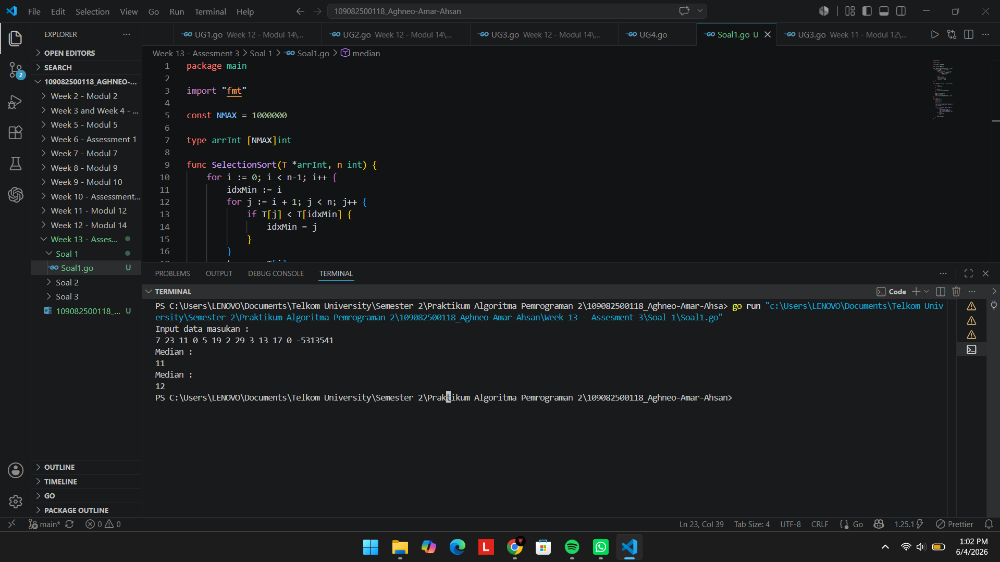 File Edit Selection View Go Run Terminal Help
109082500118_Aghneo-Amar-Ahsan
EXPLORER
OPEN EDITORS
SEARCH
109082500118_AGHNEO-...
Week 2 - Modul 2
Week 3 and Week 4 - ...
Week 5 - Modul 5
Week 6 - Assessment 1
Week 7 - Modul 7
Week 8 - Modul 9
Week 9 - Modul 10
Week 10 - Assessment...
Week 11 - Modul 12
Week 12 - Modul 14
Week 13 - Asses...
Soal 1
Soal1.go U
Soal 2
Soal 3
109082500118_... U
OUTLINE
TIMELINE
GO
PACKAGE OUTLINE
2
UG1.go Week 12 - Modul 14\...
UG2.go Week 12 - Modul 14\...
UG3.go Week 12 - Modul 14\...
UG4.go
Soal1.go U
UG3.go Week 11 - Modul 12\...
Week 13 - Assesment 3 > Soal 1 > Soal1.go > median
1 package main
2
3 import "fmt"
4
5 const NMAX = 1000000
6
7 type arrInt [NMAX]int
8
9 func SelectionSort(T *arrInt, n int) {
10 for i := 0; i < n-1; i++ {
11 idxMin := i
12 for j := i + 1; j < n; j++ {
13 if T[j] < T[idxMin] {
14 idxMin = j
15 }
16 }
PROBLEMS OUTPUT DEBUG CONSOLE TERMINAL
TERMINAL
Code
PS C:\Users\LENOVO\Documents\Telkom University\Semester 2\Praktikum Algoritma Pemrograman 2\109082500118_Aghneo-Amar-Ahsa> go run "c:\Users\LENOVO\Documents\Telkom Univ
ersity\Semester 2\Praktikum Algoritma Pemrograman 2\109082500118_Aghneo-Amar-Ahsan\Week 13 - Assesment 3\Soal 1\Soal1.go"
Input data masukan :
7 23 11 0 5 19 2 29 3 13 17 0 -5313541
Median :
11
Median :
12
PS C:\Users\LENOVO\Documents\Telkom University\Semester 2\Praktikum Algoritma Pemrograman 2\109082500118_Aghneo-Amar-Ahsan>
main* 0 0
Ln 23, Col 39 Tab Size: 4 UTF-8 CRLF {} Go 1.25.1 Prettier
L
1:02 PM
6/4/2026